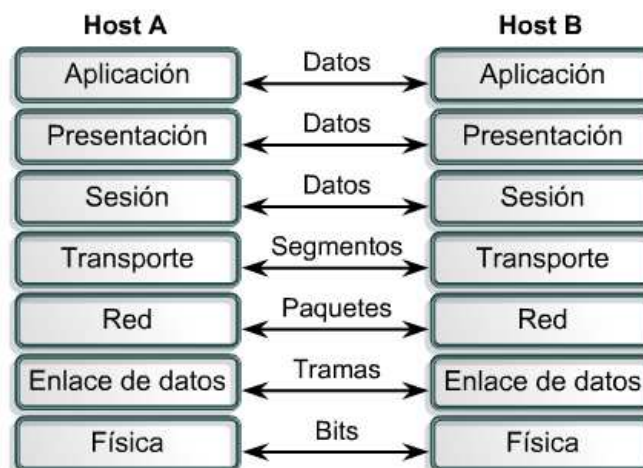 Host A Host B
Aplicación Datos Aplicación
Presentación Datos Presentación
Sesión Datos Sesión
Transporte Segmentos Transporte
Red Paquetes Red
Enlace de datos Tramas Enlace de datos
Física Bits Física